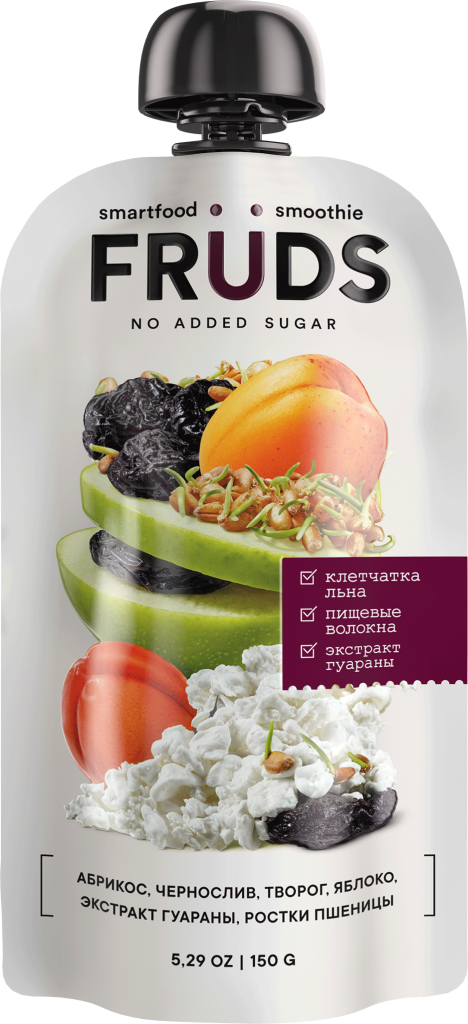 smartfood smoothie
FRÜDS
NO ADDED SUGAR
клетчатка
льна
пищевые
волокна
экстракт
гуараны
АБРИКОС, ЧЕРНОСЛИВ, ТВОРОГ, ЯБЛОКО,
ЭКСТРАКТ ГУАРАНЫ, РОСТКИ ПШЕНИЦЫ
5,29 OZ | 150 G